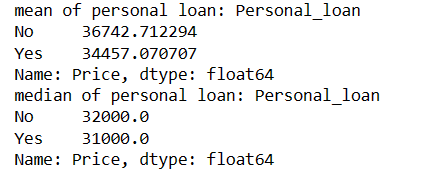 mean of personal loan: Personal_loan
No     36742.712294
Yes    34457.070707
Name: Price, dtype: float64
median of personal loan: Personal_loan
No     32000.0
Yes    31000.0
Name: Price, dtype: float64